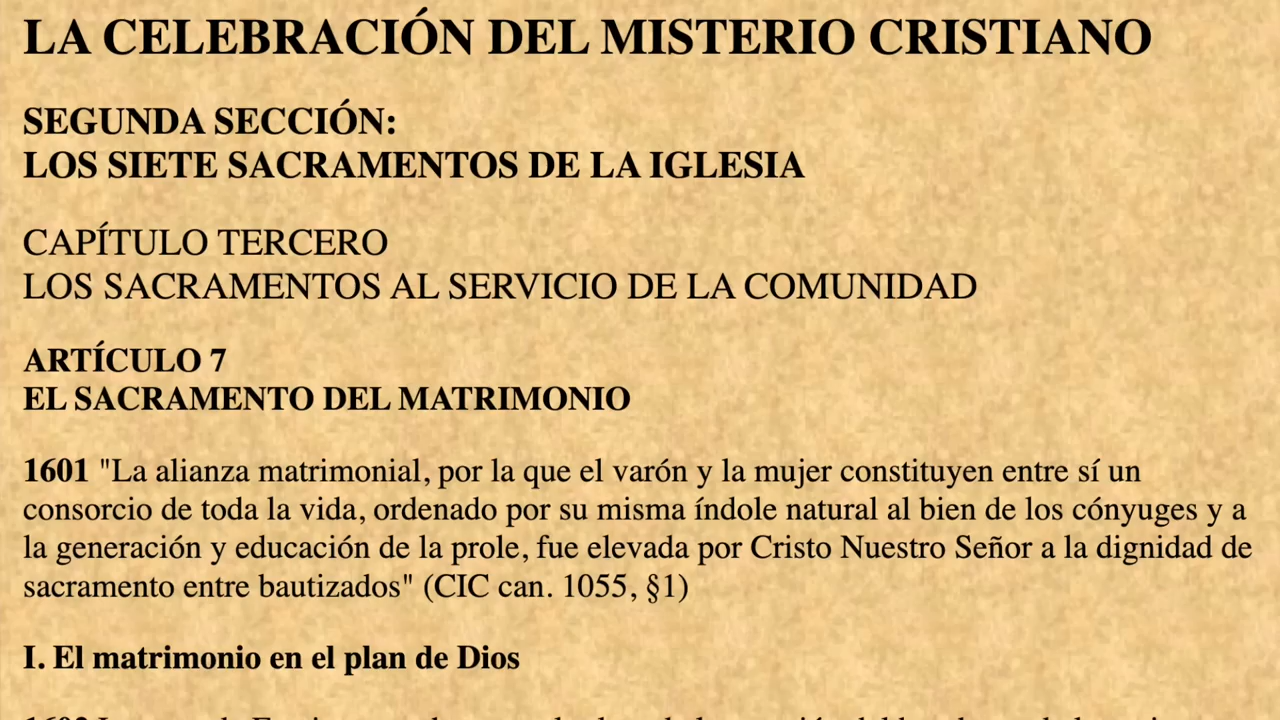 LA CELEBRACIÓN DEL MISTERIO CRISTIANO
SEGUNDA SECCIÓN:
LOS SIETE SACRAMENTOS DE LA IGLESIA
CAPÍTULO TERCERO
LOS SACRAMENTOS AL SERVICIO DE LA COMUNIDAD
ARTÍCULO 7
EL SACRAMENTO DEL MATRIMONIO
1601 "La alianza matrimonial, por la que el varón y la mujer constituyen entre sí un
consorcio de toda la vida, ordenado por su misma índole natural al bien de los cónyuges y a
la generación y educación de la prole, fue elevada por Cristo Nuestro Señor a la dignidad de
sacramento entre bautizados" (CIC can. 1055, §1)
I. El matrimonio en el plan de Dios